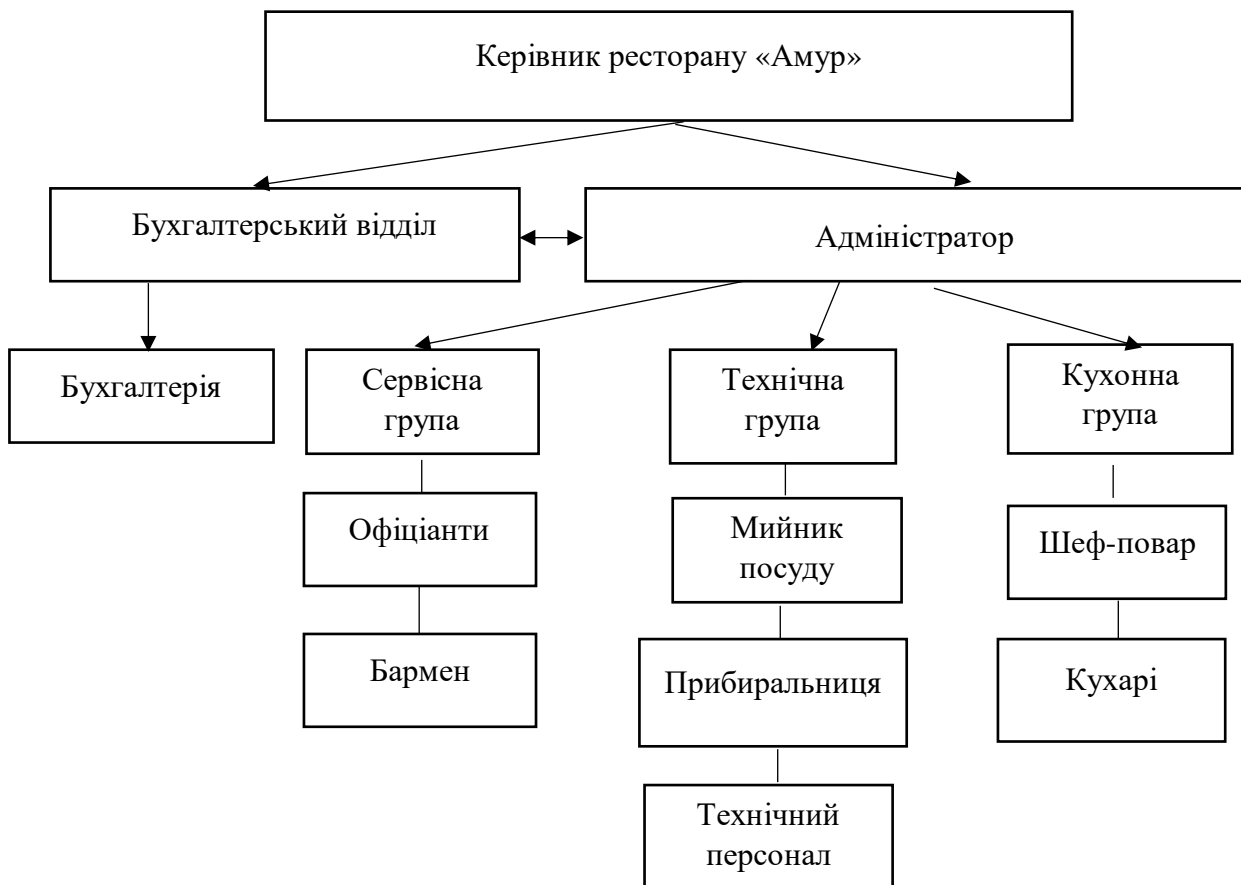 Керівник ресторану «Амур»
Бухгалтерський відділ
Адміністратор
Бухгалтерія
Сервісна
група
Технічна
група
Кухонна
група
Офіціанти
Мийник
посуду
Шеф-повар
Бармен
Прибиральниця
Кухарі
Технічний
персонал